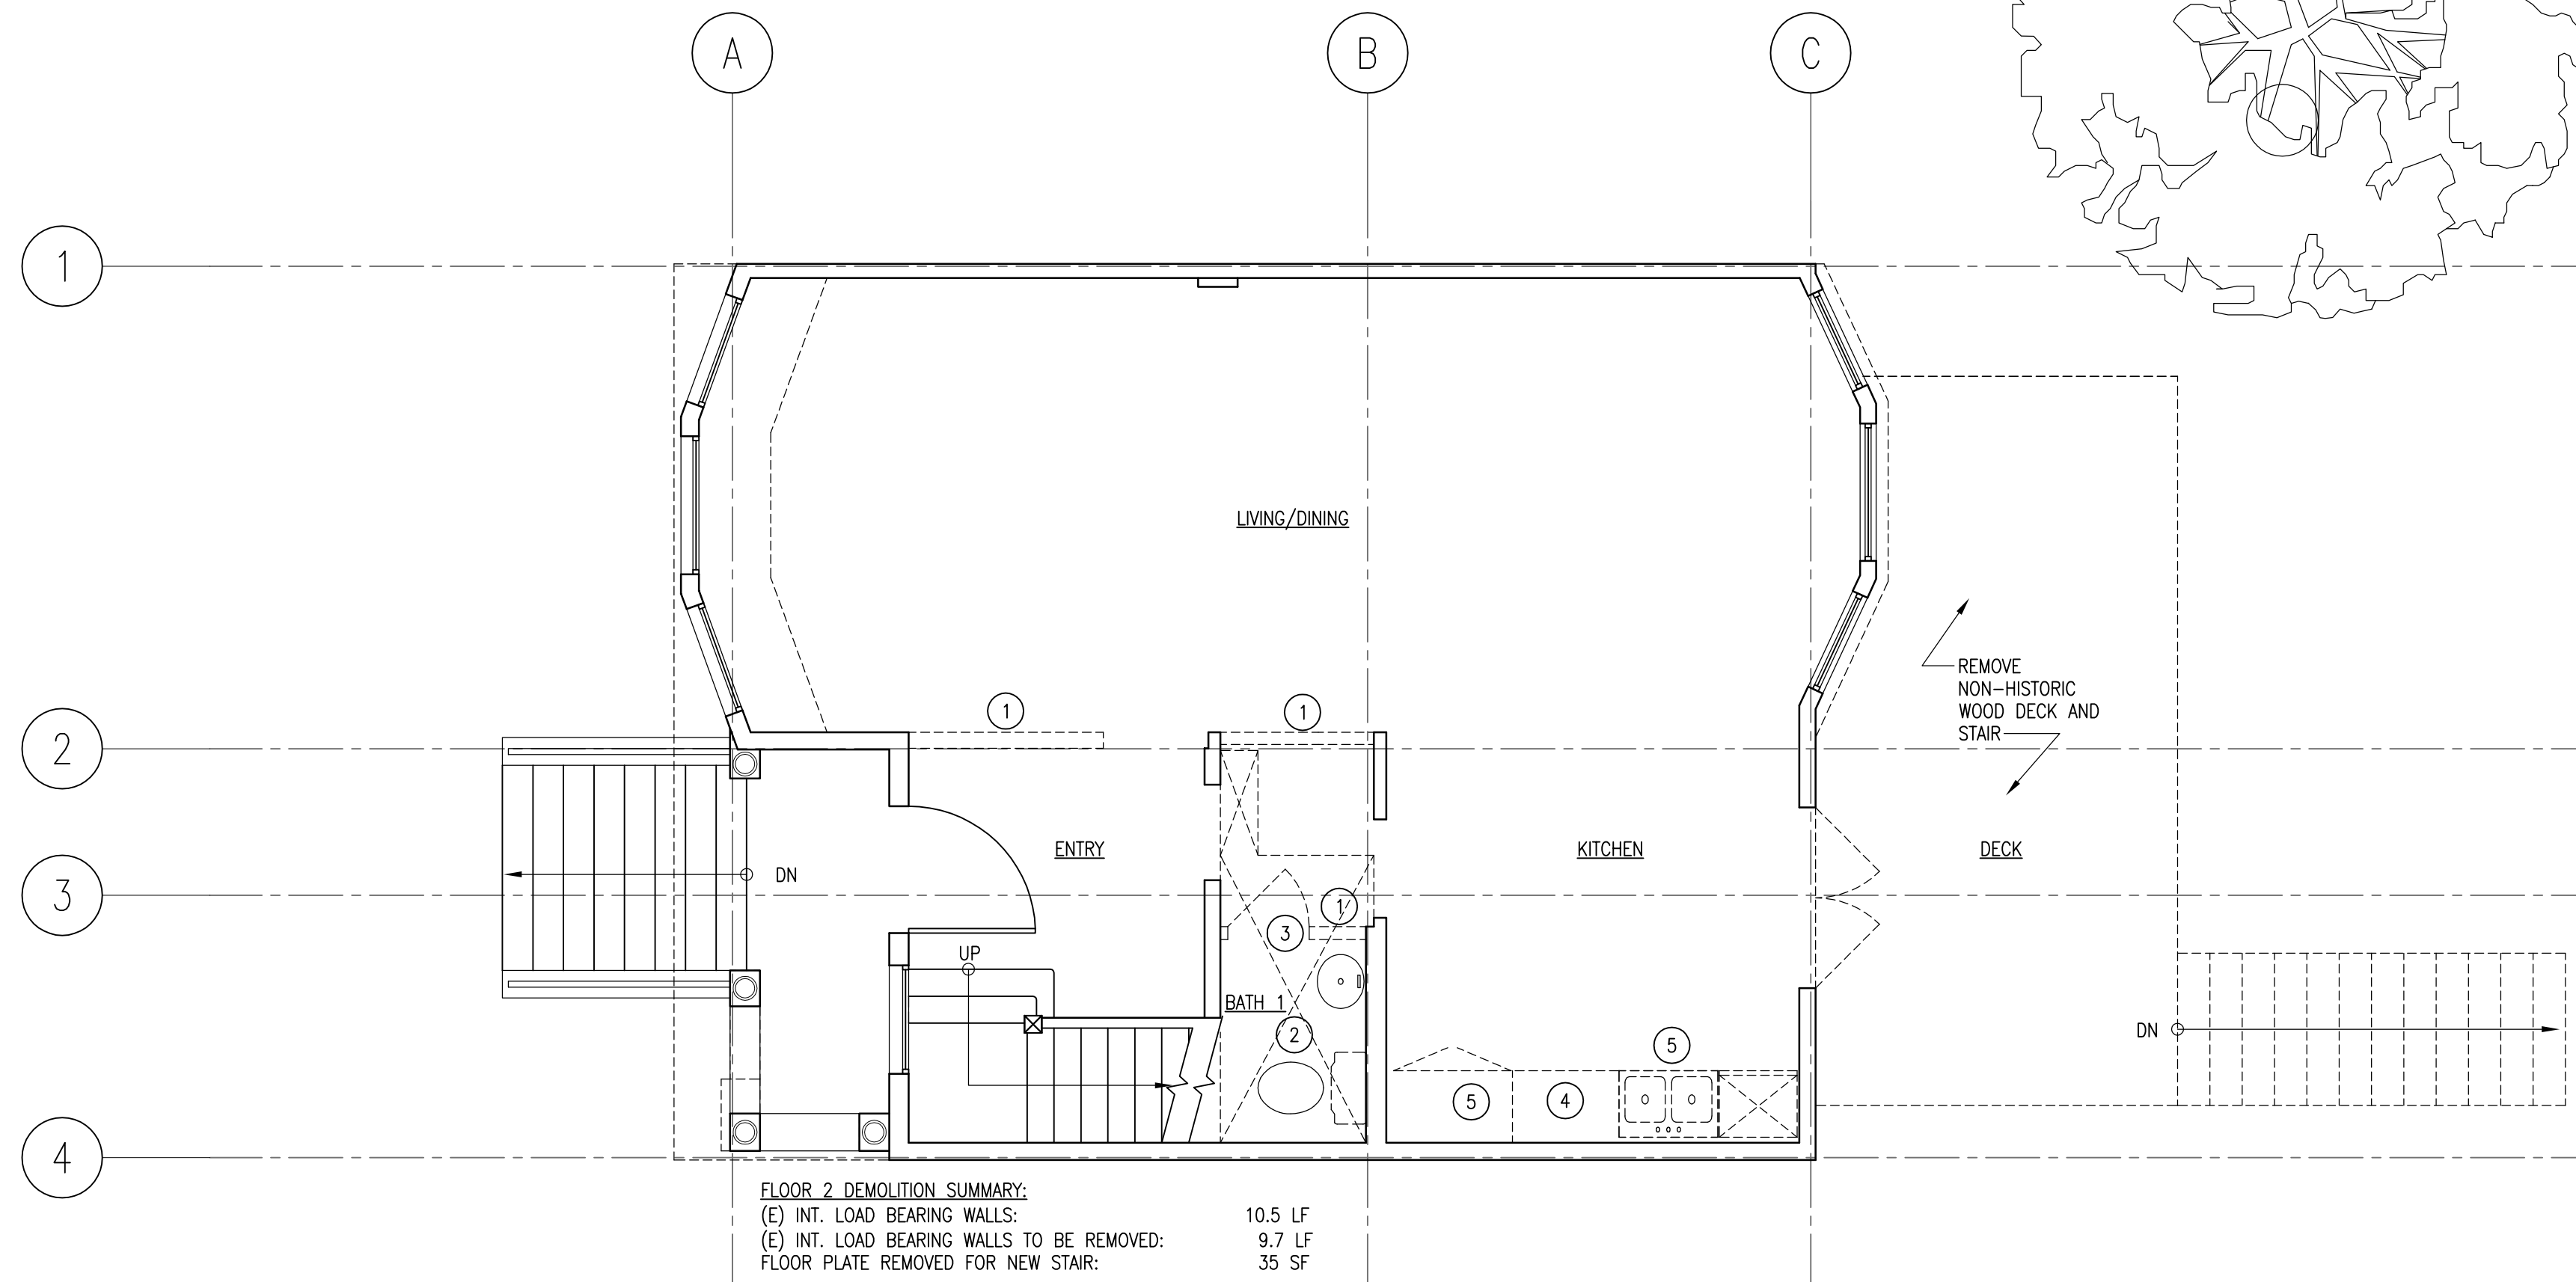 A
B
C
1
LIVING/DINING
REMOVE
NON-HISTORIC
WOOD DECK AND
STAIR
1
1
2
ENTRY
KITCHEN
DECK
DN
3
1
3
UP
BATH 1
2
5
DN
5
4
4
FLOOR 2 DEMOLITION SUMMARY:
(E) INT. LOAD BEARING WALLS: 10.5 LF
(E) INT. LOAD BEARING WALLS TO BE REMOVED: 9.7 LF
FLOOR PLATE REMOVED FOR NEW STAIR: 35 SF